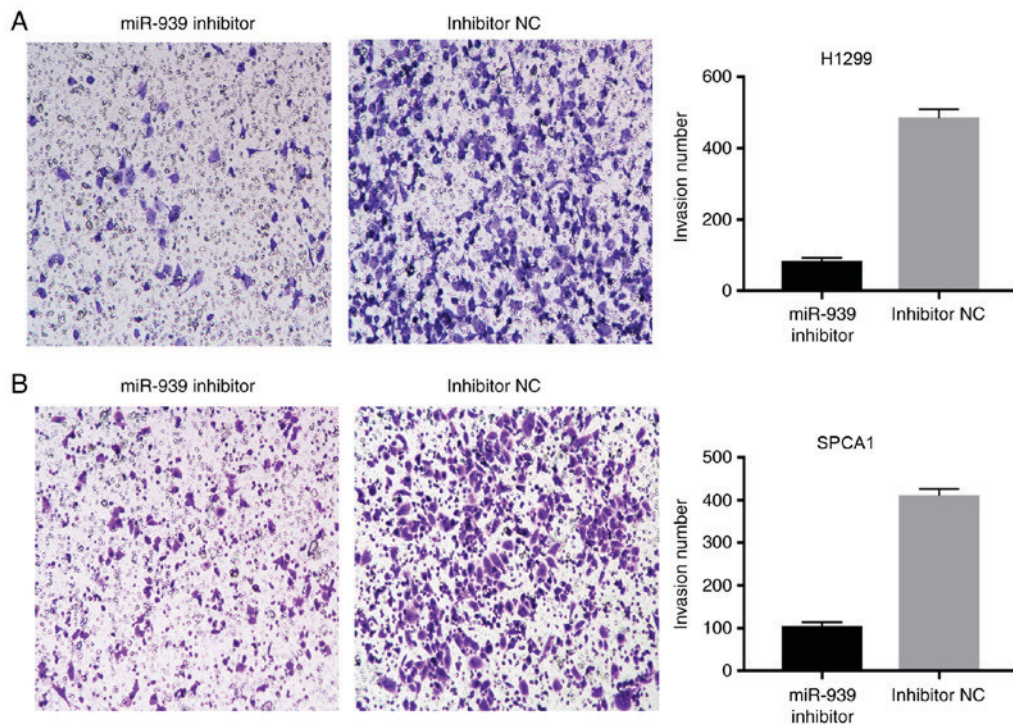 A
miR-939 inhibitor
Inhibitor NC
H1299
600
400
200
0
Invasion number
miR-939
inhibitor
Inhibitor NC
B
miR-939 inhibitor
Inhibitor NC
SPCA1
500
400
300
200
100
0
Invasion number
miR-939
inhibitor
Inhibitor NC